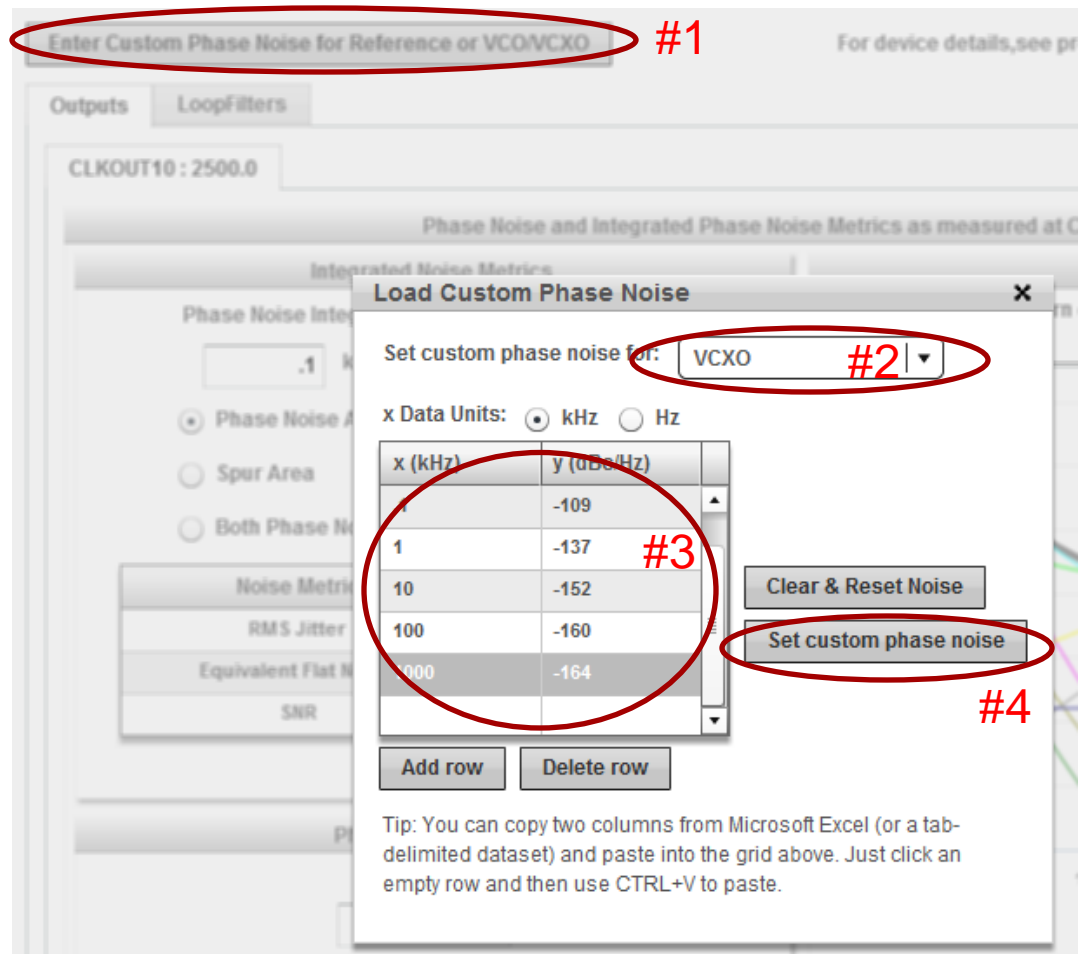 Enter Custom Phase Noise for Reference or VCO/VCXO
#1
For device details,see pr
Outputs
LoopFilters
CLKOUT10 : 2500.0
Phase Noise and Integrated Phase Noise Metrics as measured at C
Integrated Noise Metrics
Load Custom Phase Noise
Phase Noise Integ
.1
Set custom phase noise for:
VCXO
#2
Phase Noise A
x Data Units:
kHz
Hz
x (kHz)
y (dBc/Hz)
Spur Area
.1
-109
Both Phase No
1
-137
#3
10
-152
Clear & Reset Noise
Noise Metric
100
-160
Set custom phase noise
RMS Jitter
1000
-164
Equivalent Flat N
#4
SNR
Add row
Delete row
Tip: You can copy two columns from Microsoft Excel (or a tab-
delimited dataset) and paste into the grid above. Just click an
empty row and then use CTRL+V to paste.